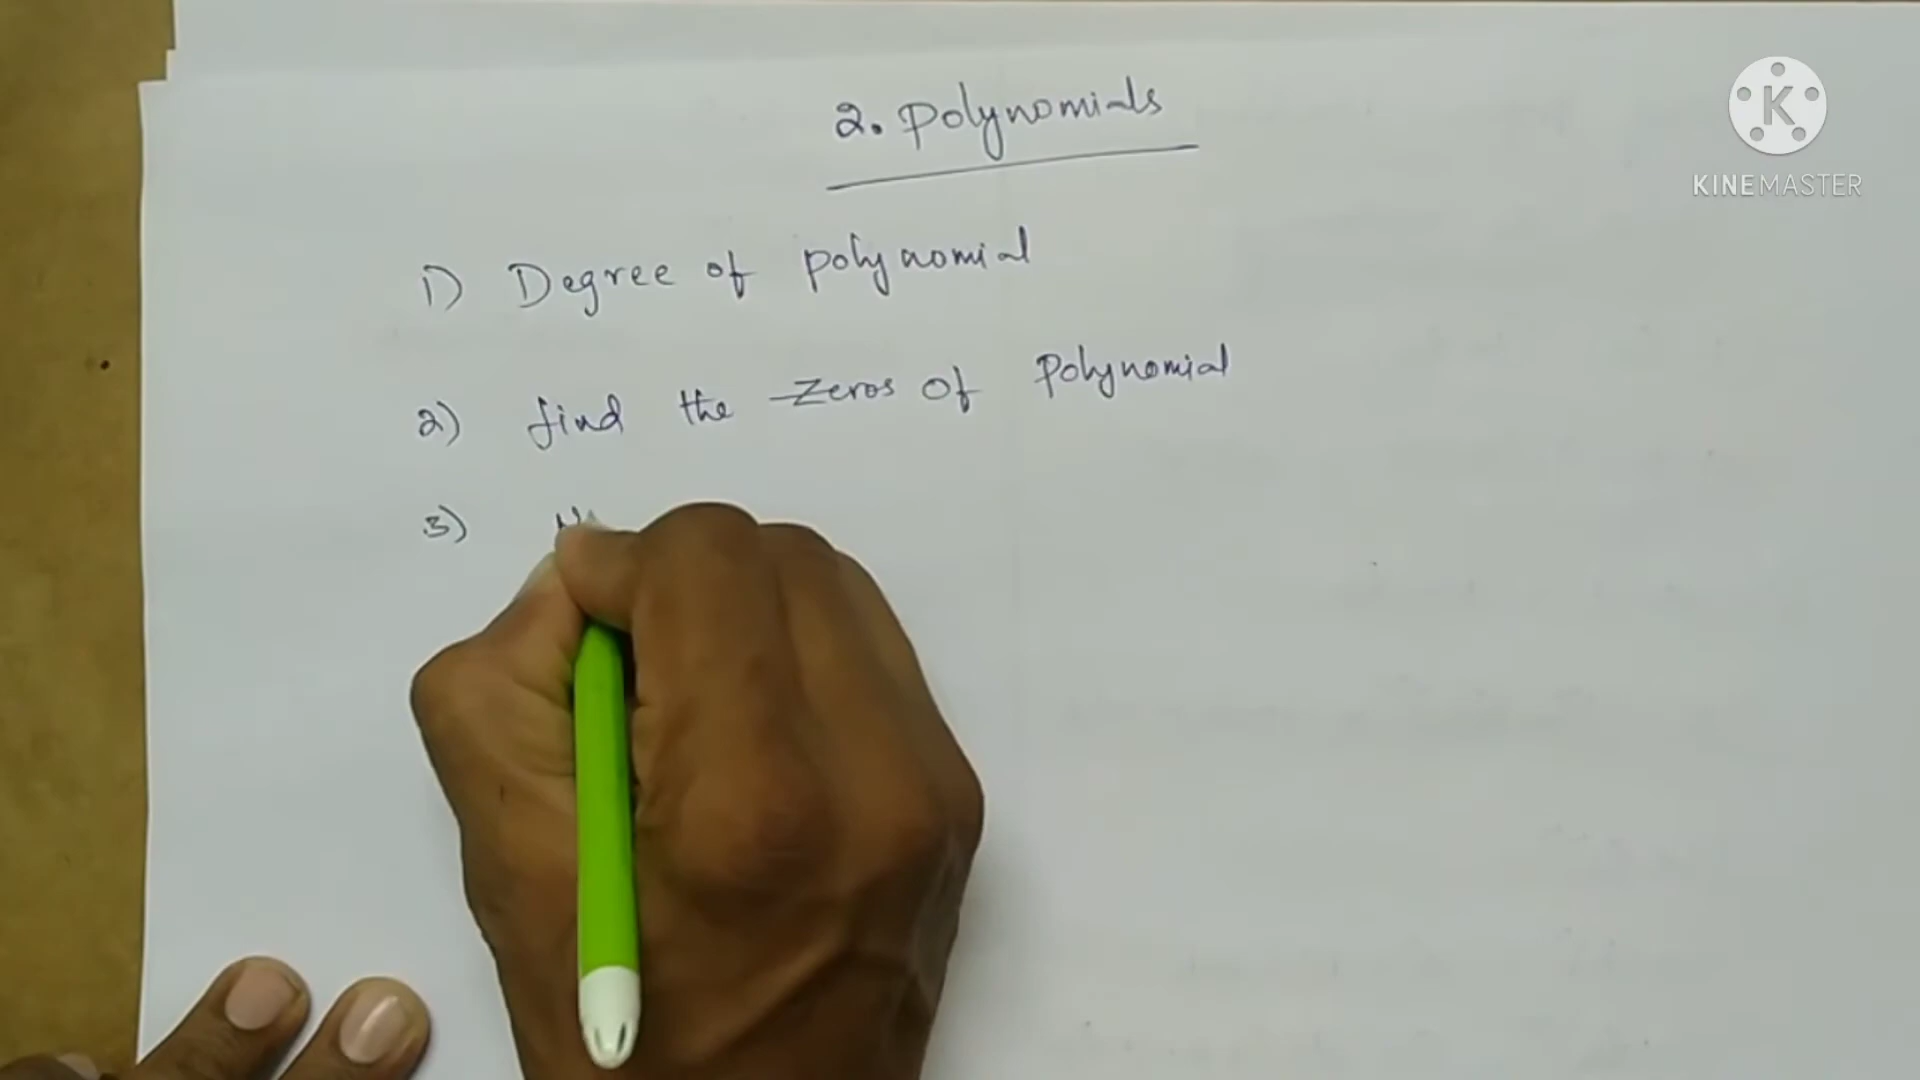 2. Polynomials
KINEMASTER
1) Degree of polynomial
2) find the zeros of Polynomial
3)